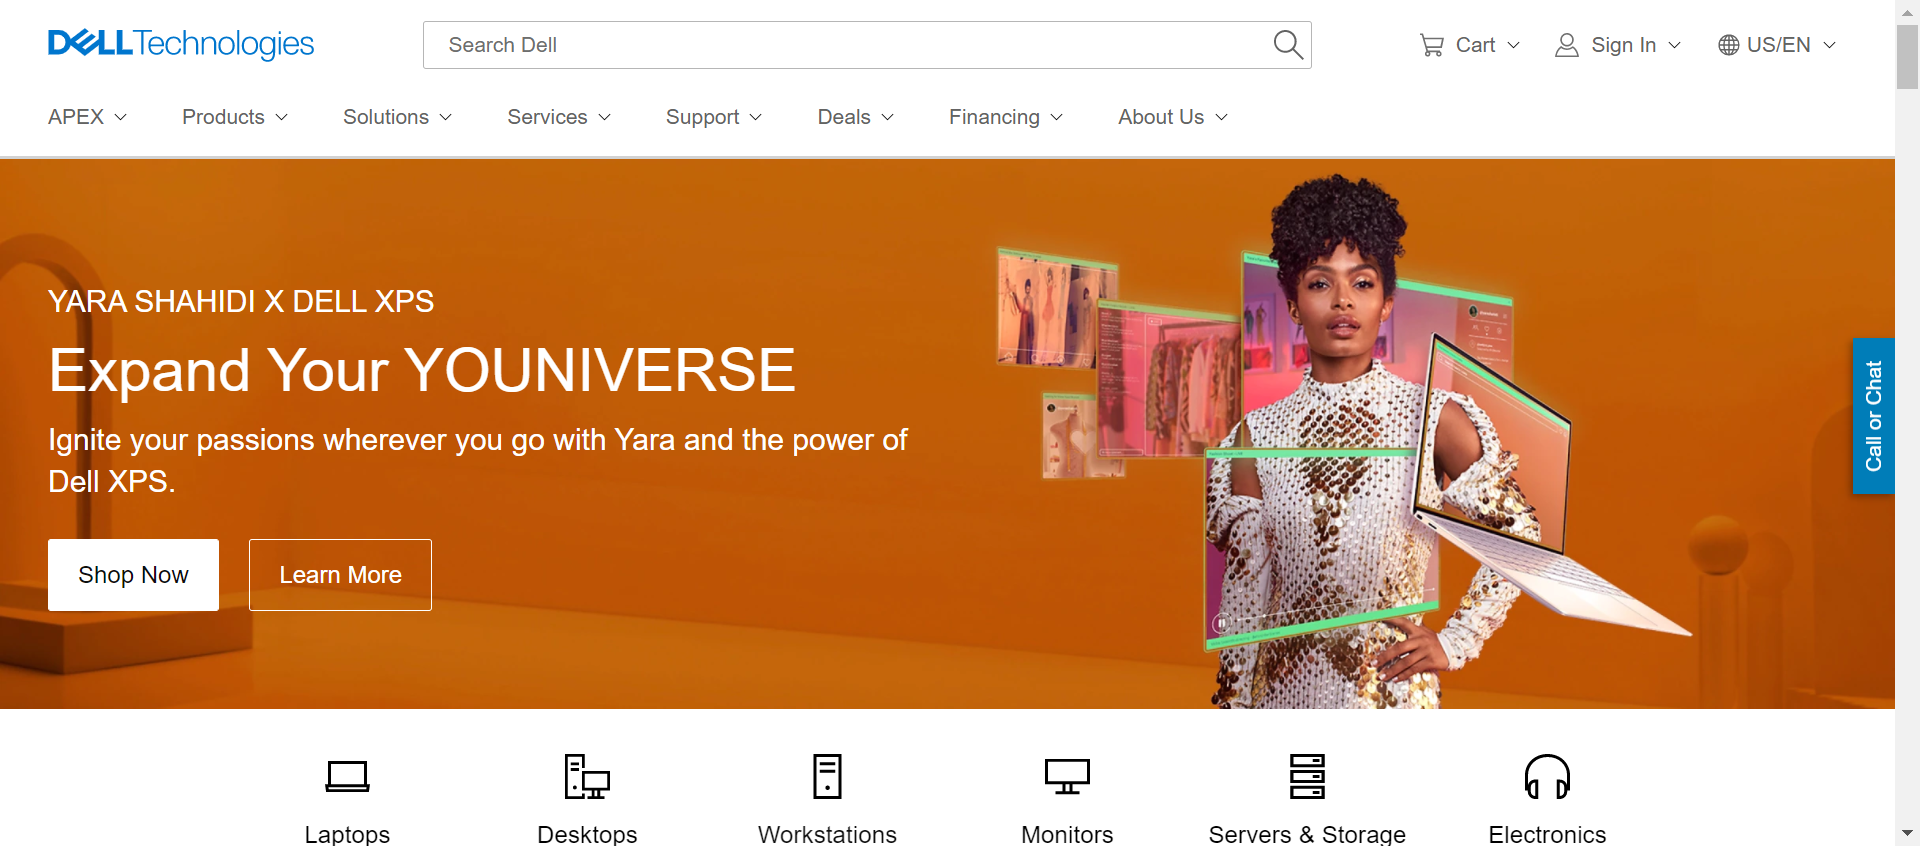 DELL Technologies
Search Dell
Cart
Sign In
US/EN
APEX
Products
Solutions
Services
Support
Deals
Financing
About Us
YARA SHAHIDI X DELL XPS
Expand Your YOUNIVERSE
Ignite your passions wherever you go with Yara and the power of
Dell XPS.
Shop Now
Learn More
Call or Chat
Laptops
Desktops
Workstations
Monitors
Servers & Storage
Electronics